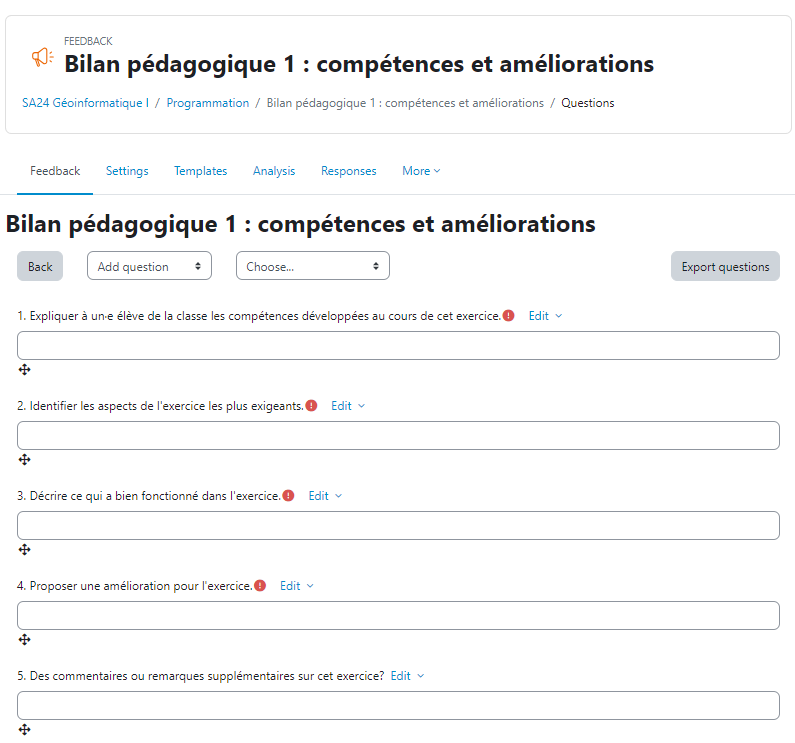 FEEDBACK
Bilan pédagogique 1 : compétences et améliorations
SA24 Géoinformatique I / Programmation / Bilan pédagogique 1 : compétences et améliorations / Questions
Feedback Settings Templates Analysis Responses More
Bilan pédagogique 1 : compétences et améliorations
Back Add question Choose... Export questions
1. Expliquer à un·e élève de la classe les compétences développées au cours de cet exercice. Edit
2. Identifier les aspects de l'exercice les plus exigeants. Edit
3. Décrire ce qui a bien fonctionné dans l'exercice. Edit
4. Proposer une amélioration pour l'exercice. Edit
5. Des commentaires ou remarques supplémentaires sur cet exercice? Edit